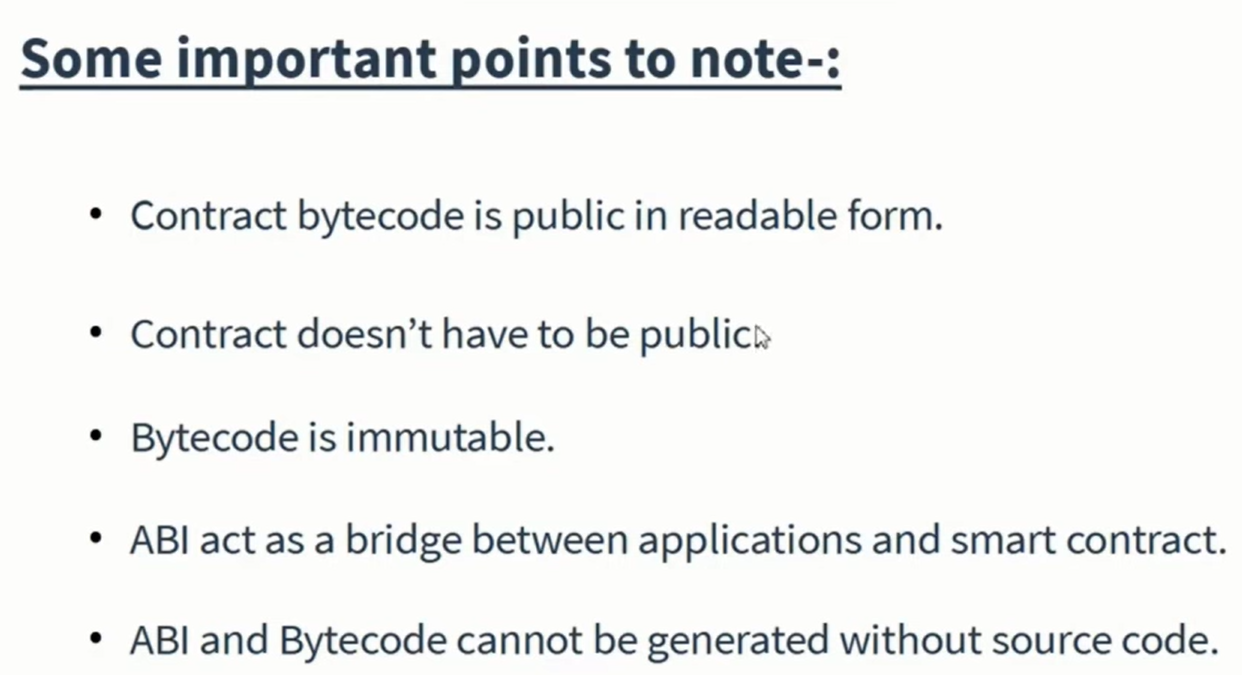 Some important points to note-:
• Contract bytecode is public in readable form.
• Contract doesn’t have to be public.
• Bytecode is immutable.
• ABI act as a bridge between applications and smart contract.
• ABI and Bytecode cannot be generated without source code.